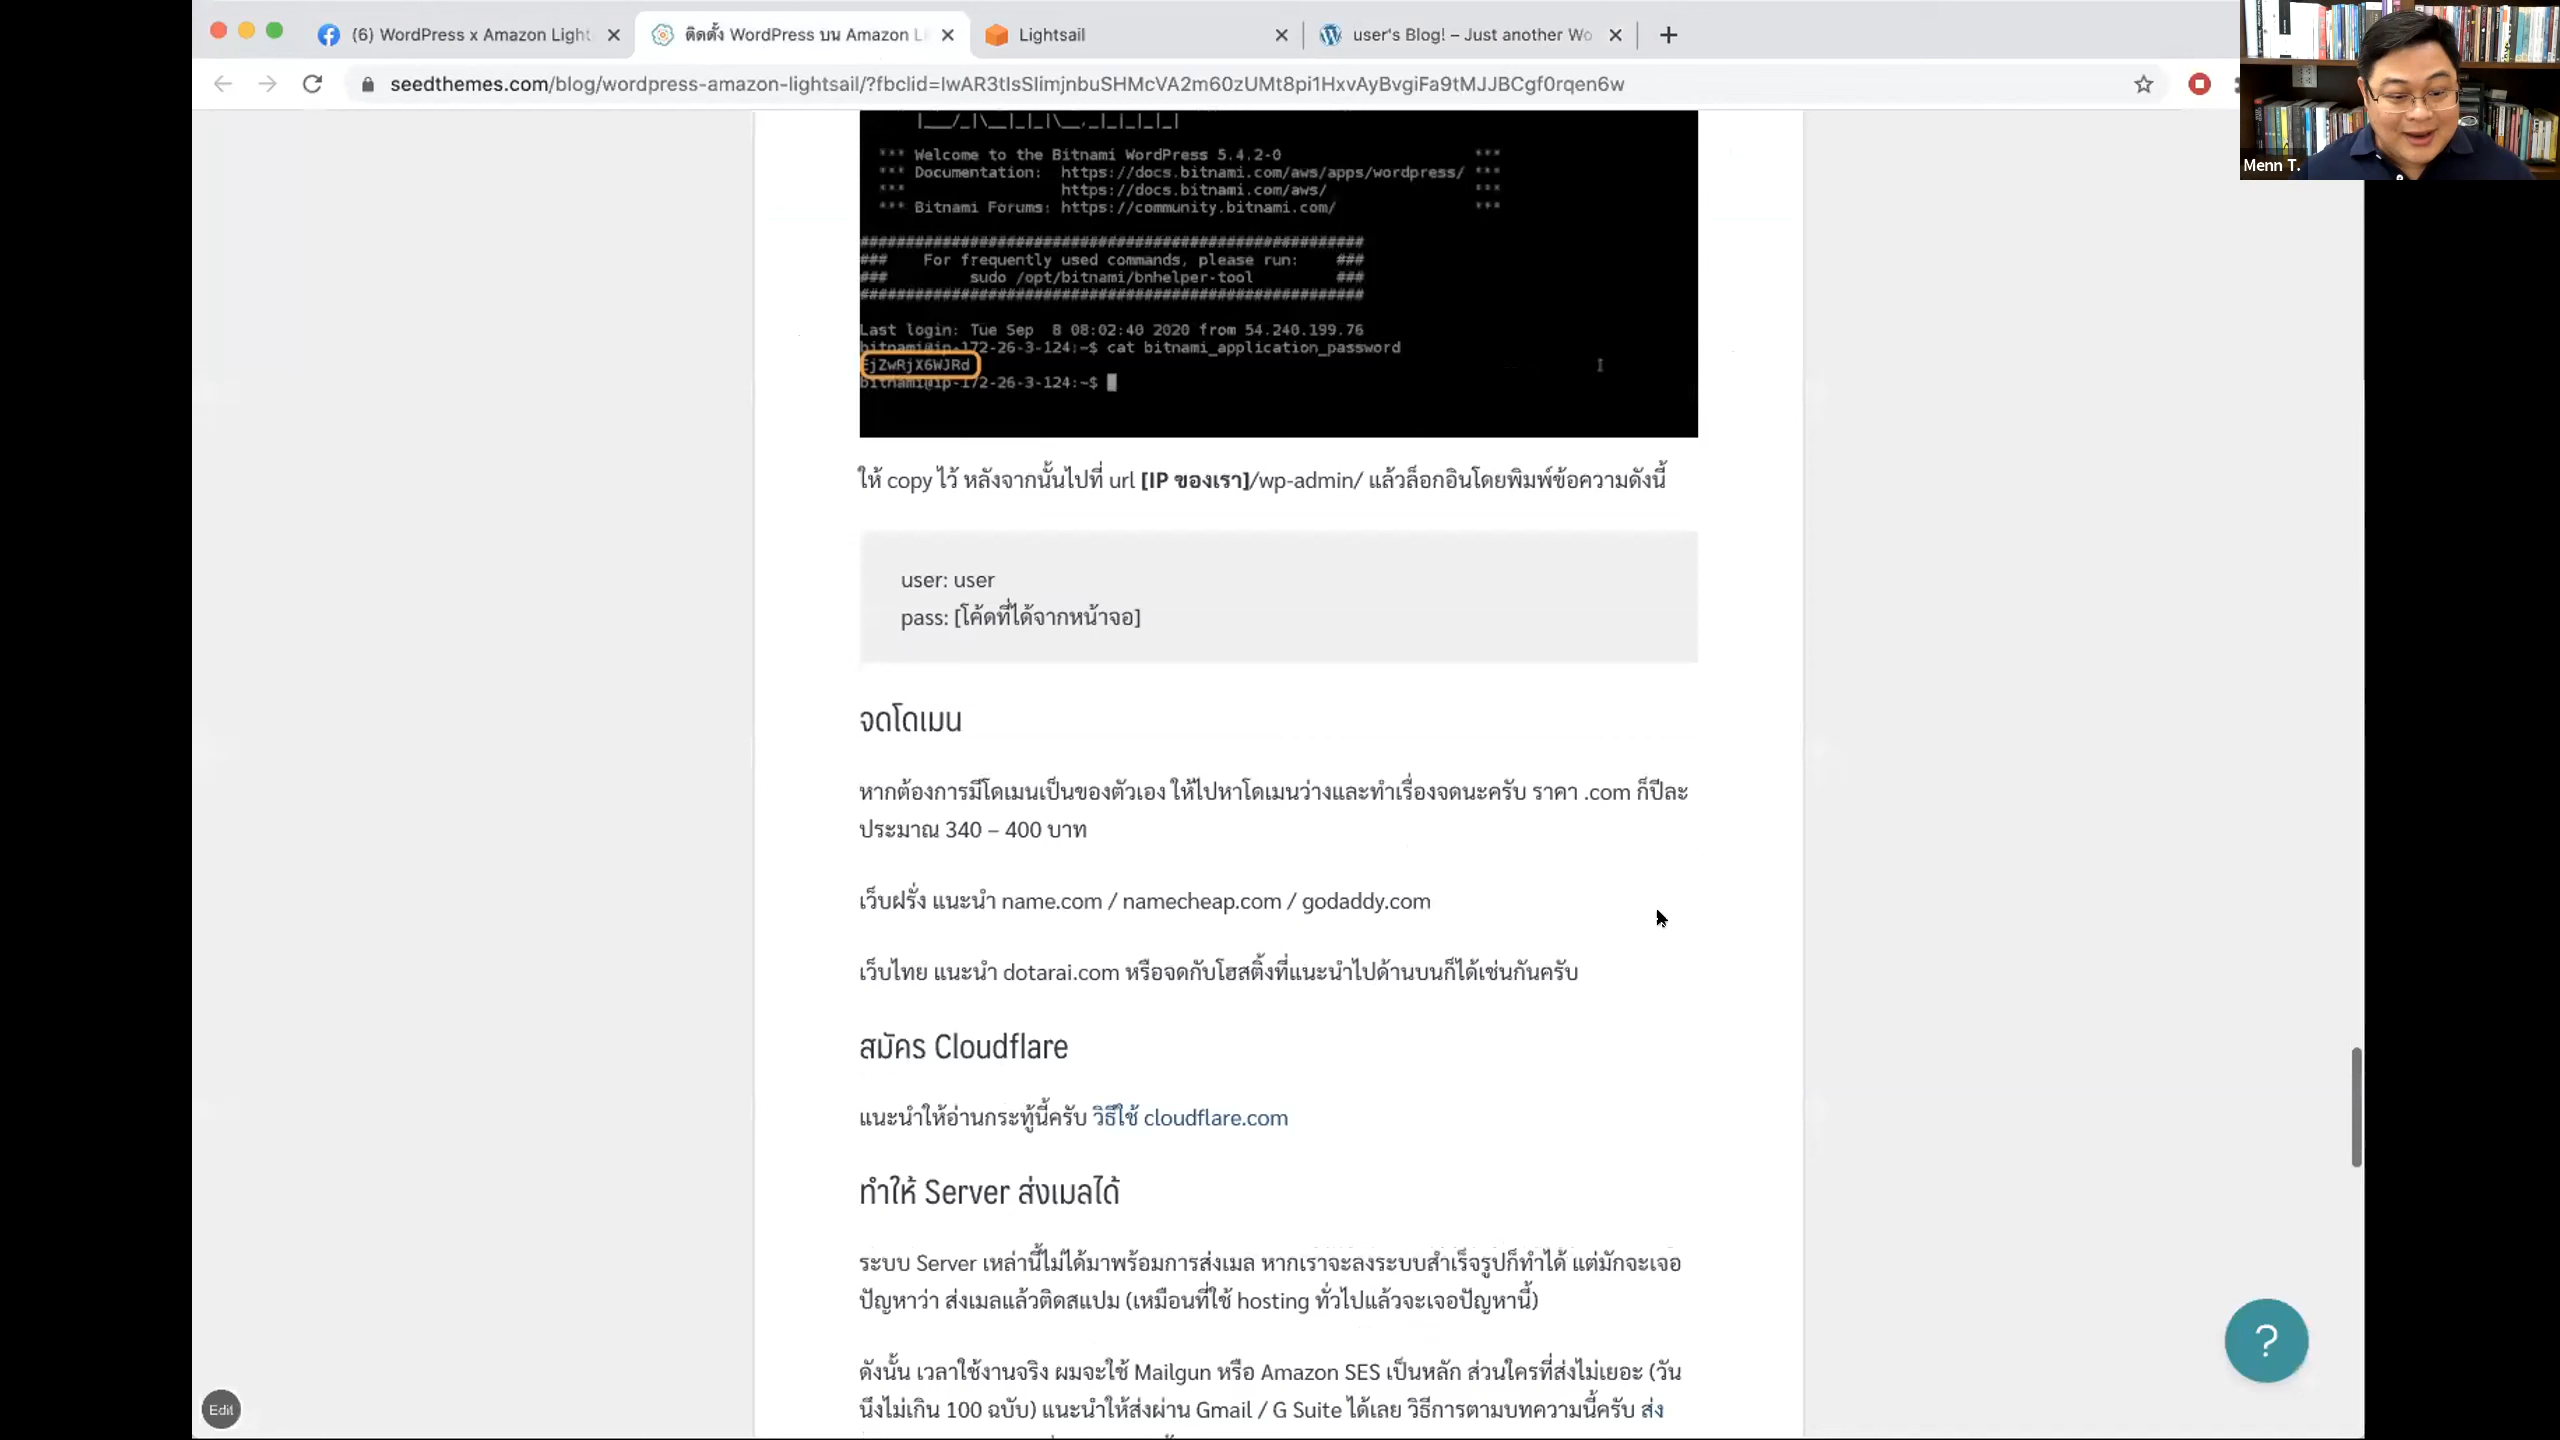 (6) WordPress x Amazon Light
ติดตั้ง WordPress บน Amazon Li
Lightsail
user's Blog! – Just another Wo
seedthemes.com/blog/wordpress-amazon-lightsail/?fbclid=IwAR3tIsSlimjnbuSHMcVA2m60zUMt8pi1HxvAyBvgiFa9tMJJBCgf0rqen6w
Menn T.
*** Welcome to the Bitnami WordPress 5.4.2-0 ***
*** Documentation: https://docs.bitnami.com/aws/apps/wordpress/ ***
*** https://docs.bitnami.com/aws/ ***
*** Bitnami Forums: https://community.bitnami.com/ ***
### For frequently used commands, please run: ###
### sudo /opt/bitnami/bnhelper-tool ###
Last login: Tue Sep 8 08:02:40 2020 from 54.240.199.76
bitnami@ip-172-26-3-124:~$ cat bitnami_application_password
jZwRjX6WJRd
bitnami@ip-172-26-3-124:~$
ให้ copy ไว้ หลังจากนั้นไปที่ url [IP ของเรา]/wp-admin/ แล้วล็อกอินโดยพิมพ์ข้อความดังนี้
user: user
pass: [โค้ดที่ได้จากหน้าจอ]
จดโดเมน
หากต้องการมีโดเมนเป็นของตัวเอง ให้ไปหาโดเมนว่างและทำเรื่องจดนะครับ ราคา .com ก็ปีละ
ประมาณ 340 – 400 บาท
เว็บฝรั่ง แนะนำ name.com / namecheap.com / godaddy.com
เว็บไทย แนะนำ dotarai.com หรือจดกับโฮสติ้งที่แนะนำไปด้านบนก็ได้เช่นกันครับ
สมัคร Cloudflare
แนะนำให้อ่านกระทู้นี้ครับ วิธีใช้ cloudflare.com
ทำให้ Server ส่งเมลได้
ระบบ Server เหล่านี้ไม่ได้มาพร้อมการส่งเมล หากเราจะลงระบบสำเร็จรูปก็ทำได้ แต่มักจะเจอ
ปัญหาว่า ส่งเมลแล้วติดสแปม (เหมือนที่ใช้ hosting ทั่วไปแล้วจะเจอปัญหานี้)
ดังนั้น เวลาใช้งานจริง ผมจะใช้ Mailgun หรือ Amazon SES เป็นหลัก ส่วนใครที่ส่งไม่เยอะ (วัน
นึงไม่เกิน 100 ฉบับ) แนะนำให้ส่งผ่าน Gmail / G Suite ได้เลย วิธีการตามบทความนี้ครับ ส่ง
?
Edit